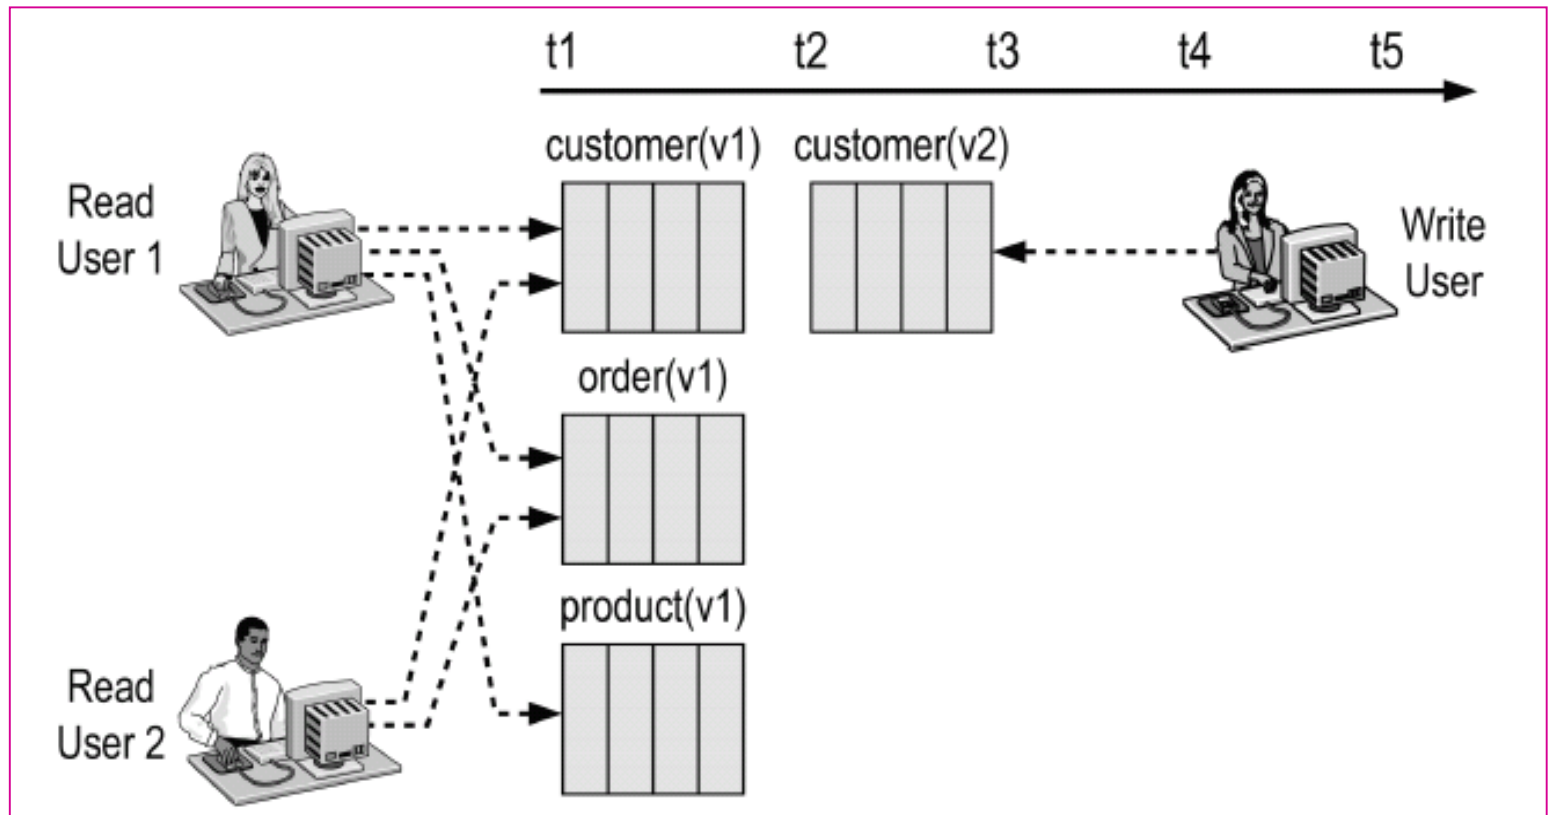 t1 t2 t3 t4 t5
customer(v1) customer(v2)
Read
User 1
Write
User
order(v1)
product(v1)
Read
User 2